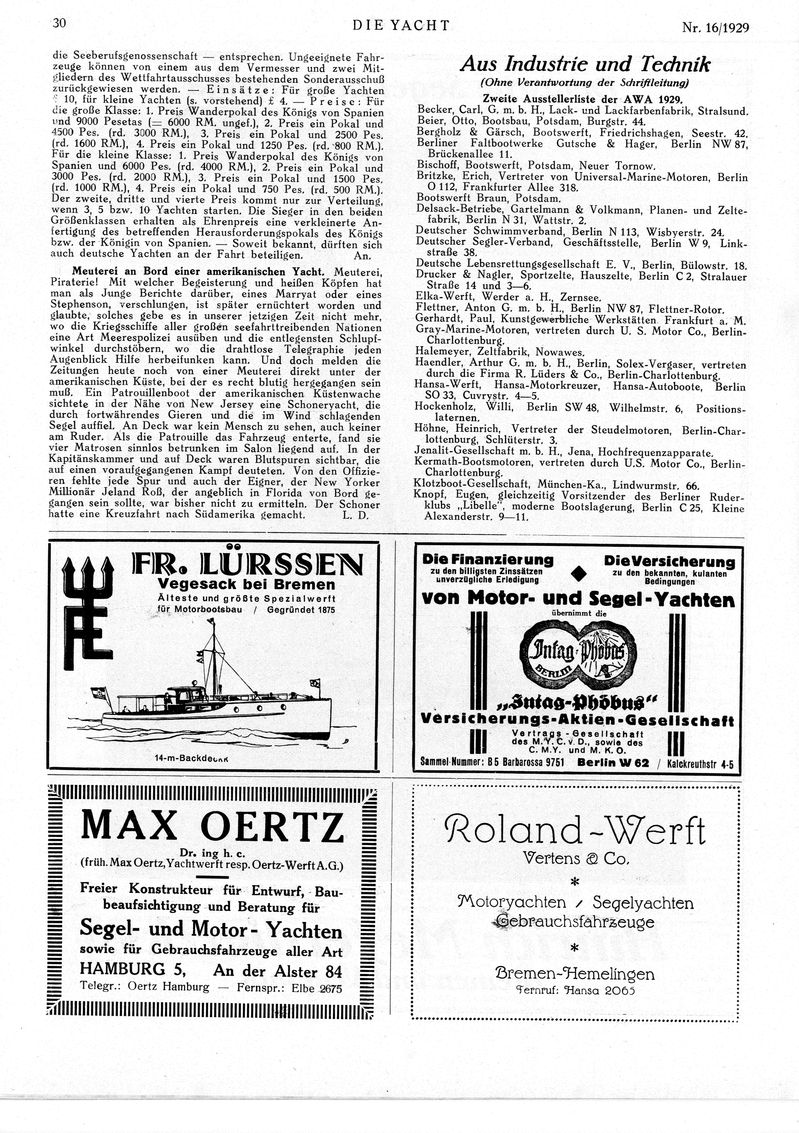 30
DIE YACHT
Nr. 16/1929
die Seeberufsgenossenschaft — entsprechen. Ungeeignete Fahr-
zeuge können von einem aus dem Vermesser und zwei Mit-
gliedern des Wettfahrtausschusses bestehenden Sonderausschuß
zurückgewiesen werden. — Einsätze: Für große Yachten
£ 10, für kleine Yachten (s. vorstehend) £ 4. — Preise: Für
die große Klasse: 1. Preis Wanderpokal des Königs von Spanien
und 9000 Pesetas (= 6000 RM. ungef.), 2. Preis ein Pokal und
4500 Pes. (rd. 3000 RM.), 3. Preis ein Pokal und 2500 Pes.
(rd. 1600 RM.), 4. Preis ein Pokal und 1250 Pes. (rd. 800 RM.).
Für die kleine Klasse: 1. Preis Wanderpokal des Königs von
Spanien und 6000 Pes. (rd. 4000 RM.), 2. Preis ein Pokal und
3000 Pes. (rd. 2000 RM.), 3. Preis ein Pokal und 1500 Pes.
(rd. 1000 RM.), 4. Preis ein Pokal und 750 Pes. (rd. 500 RM.).
Der zweite, dritte und vierte Preis kommt nur zur Verteilung,
wenn 3, 5 bzw. 10 Yachten starten. Die Sieger in den beiden
Größenklassen erhalten als Ehrenpreis eine verkleinerte An-
fertigung des betreffenden Herausforderungspokals des Königs
bzw. der Königin von Spanien. — Soweit bekannt, dürften sich
auch deutsche Yachten an der Fahrt beteiligen. An.
Meuterei an Bord einer amerikanischen Yacht. Meuterei,
Piraterie! Mit welcher Begeisterung und heißen Köpfen hat
man als Junge Berichte darüber, eines Marryat oder eines
Stephenson, verschlungen, ist später ernüchtert worden und
glaubte, solches gebe es in unserer jetzigen Zeit nicht mehr,
wo die Kriegsschiffe aller großen seefahrttreibenden Nationen
eine Art Meerespolizei ausüben und die entlegensten Schlupf-
winkel durchstöbern, wo die drahtlose Telegraphie jeden
Augenblick Hilfe herbeifunken kann. Und doch melden die
Zeitungen heute noch von einer Meuterei direkt unter der
amerikanischen Küste, bei der es recht blutig hergegangen sein
muß. Ein Patrouillenboot der amerikanischen Küstenwache
sichtete in der Nähe von New Jersey eine Schoneryacht, die
durch fortwährendes Gieren und die im Wind schlagenden
Segel auffiel. An Deck war kein Mensch zu sehen, auch keiner
am Ruder. Als die Patrouille das Fahrzeug enterte, fand sie
vier Matrosen sinnlos betrunken im Salon liegend auf. In der
Kapitänskammer und auf Deck waren Blutspuren sichtbar, die
auf einen voraufgegangenen Kampf deuteten. Von den Offizie-
ren fehlte jede Spur und auch der Eigner, der New Yorker
Millionär Jeland Roß, der angeblich in Florida von Bord ge-
gangen sein sollte, war bisher nicht zu ermitteln. Der Schoner
hatte eine Kreuzfahrt nach Südamerika gemacht. L. D.
Aus Industrie und Technik
(Ohne Verantwortung der Schriftleitung)
Zweite Ausstellerliste der AWA 1929.
Becker, Carl, G. m. b. H., Lack- und Lackfarbenfabrik, Stralsund.
Beier, Otto, Bootsbau, Potsdam, Burgstr. 44.
Bergholz & Gärsch, Bootswerft, Friedrichshagen, Seestr. 42.
Berliner Faltbootwerke Gutsche & Hager, Berlin NW 87,
Brückenallee 11.
Bischoff, Bootswerft, Potsdam, Neuer Tornow.
Britzke, Erich, Vertreter von Universal-Marine-Motoren, Berlin
O 112, Frankfurter Allee 318.
Bootswerft Braun, Potsdam.
Delsack-Betriebe, Gartelmann & Volkmann, Planen- und Zelte-
fabrik, Berlin N 31, Wattstr. 2.
Deutscher Schwimmverband, Berlin N 113, Wisbyerstr. 24.
Deutscher Segler-Verband, Geschäftsstelle, Berlin W 9, Link-
straße 38.
Deutsche Lebensrettungsgesellschaft E. V., Berlin, Bülowstr. 18.
Drucker & Nagler, Sportzelte, Hauszelte, Berlin C 2, Stralauer
Straße 14 und 3—6.
Elka-Werft, Werder a. H., Zernsee.
Flettner, Anton G. m. b. H., Berlin NW 87, Flettner-Rotor.
Gerhardt, Paul, Kunstgewerbliche Werkstätten Frankfurt a. M.
Gray-Marine-Motoren, vertreten durch U. S. Motor Co., Berlin-
Charlottenburg.
Halemeyer, Zeltfabrik, Nowawes.
Haendler, Arthur G. m. b. H., Berlin, Solex-Vergaser, vertreten
durch die Firma R. Lüders & Co., Berlin-Charlottenburg.
Hansa-Werft, Hansa-Motorkreuzer, Hansa-Autoboote, Berlin
SO 33, Cuvrystr. 4—5.
Hockenholz, Willi, Berlin SW 48, Wilhelmstr. 6, Positions-
laternen.
Höhne, Heinrich, Vertreter der Steudelmotoren, Berlin-Char-
lottenburg, Schlüterstr. 3.
Jenalit-Gesellschaft m. b. H., Jena, Hochfrequenzapparate.
Kermath-Bootsmotoren, vertreten durch U.S. Motor Co., Berlin-
Charlottenburg.
Klotzboot-Gesellschaft, München-Ka., Lindwurmstr. 66.
Knopf, Eugen, gleichzeitig Vorsitzender des Berliner Ruder-
klubs „Libelle", moderne Bootslagerung, Berlin C 25, Kleine
Alexanderstr. 9—11.
FR. LÜRSSEN
Vegesack bei Bremen
Älteste und größte Spezialwerft
für Motorbootsbau / Gegründet 1875
14-m-Backdeckk
Die Finanzierung
zu den billigsten Zinssätzen
unverzügliche Erledigung
Die Versicherung
zu den bekannten, kulanten
Bedingungen
von Motor- und Segel-Yachten
übernimmt die
Intag-Phöbus
BERLIN
„Intag-Phöbus"
Versicherungs-Aktien-Gesellschaft
Vertrags-Gesellschaft
des M.Y.C.v.D., sowie des
C.M.Y. und M.K.O.
Sammel-Nummer: B 5 Barbarossa 9751 Berlin W 62 / Kalckreuthstr 4-5
MAX OERTZ
Dr. ing h. c.
(früh. Max Oertz, Yachtwerft resp. Oertz-Werft A.G.)
Freier Konstrukteur für Entwurf, Bau-
beaufsichtigung und Beratung für
Segel- und Motor-Yachten
sowie für Gebrauchsfahrzeuge aller Art
HAMBURG 5, An der Alster 84
Telegr.: Oertz Hamburg — Fernspr.: Elbe 2675
Roland-Werft
Vertens & Co.
*
Motoryachten / Segelyachten
Gebrauchsfahrzeuge
*
Bremen-Hemelingen
Fernruf: Hansa 2065